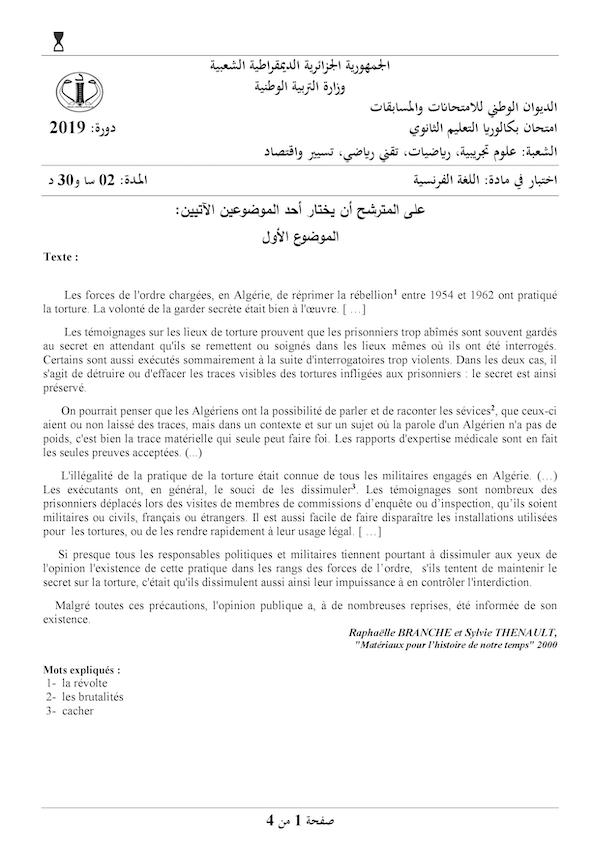 الجمهورية الجزائرية الديمقراطية الشعبية
وزارة التربية الوطنية
الديوان الوطني للامتحانات والمسابقات
امتحان بكالوريا التعليم الثانوي
دورة: 2019
الشعبة: علوم تجريبية، رياضيات، تقني رياضي، تسيير واقتصاد
اختبار في مادة: اللغة الفرنسية
المدة: 02 سا و30 د
على المترشح أن يختار أحد الموضوعين الآتيين:
الموضوع الأول
Texte :
Les forces de l'ordre chargées, en Algérie, de réprimer la rébellion¹ entre 1954 et 1962 ont pratiqué
la torture. La volonté de la garder secrète était bien à l'œuvre. [ …]
Les témoignages sur les lieux de torture prouvent que les prisonniers trop abîmés sont souvent gardés
au secret en attendant qu'ils se remettent ou soignés dans les lieux mêmes où ils ont été interrogés.
Certains sont aussi exécutés sommairement à la suite d'interrogatoires trop violents. Dans les deux cas, il
s'agit de détruire ou d'effacer les traces visibles des tortures infligées aux prisonniers : le secret est ainsi
préservé.
On pourrait penser que les Algériens ont la possibilité de parler et de raconter les sévices², que ceux-ci
aient ou non laissé des traces, mais dans un contexte et sur un sujet où la parole d'un Algérien n'a pas de
poids, c'est bien la trace matérielle qui seule peut faire foi. Les rapports d'expertise médicale sont en fait
les seules preuves acceptées. (...)
L'illégalité de la pratique de la torture était connue de tous les militaires engagés en Algérie. (…)
Les exécutants ont, en général, le souci de les dissimuler³. Les témoignages sont nombreux des
prisonniers déplacés lors des visites de membres de commissions d’enquête ou d’inspection, qu’ils soient
militaires ou civils, français ou étrangers. Il est aussi facile de faire disparaître les installations utilisées
pour les tortures, ou de les rendre rapidement à leur usage légal. [ …]
Si presque tous les responsables politiques et militaires tiennent pourtant à dissimuler aux yeux de
l'opinion l'existence de cette pratique dans les rangs des forces de l’ordre, s'ils tentent de maintenir le
secret sur la torture, c'était qu'ils dissimulent aussi ainsi leur impuissance à en contrôler l'interdiction.
Malgré toutes ces précautions, l'opinion publique a, à de nombreuses reprises, été informée de son
existence.
Raphaëlle BRANCHE et Sylvie THENAULT,
"Matériaux pour l’histoire de notre temps" 2000
Mots expliqués :
1- la révolte
2- les brutalités
3- cacher
صفحة 1 من 4